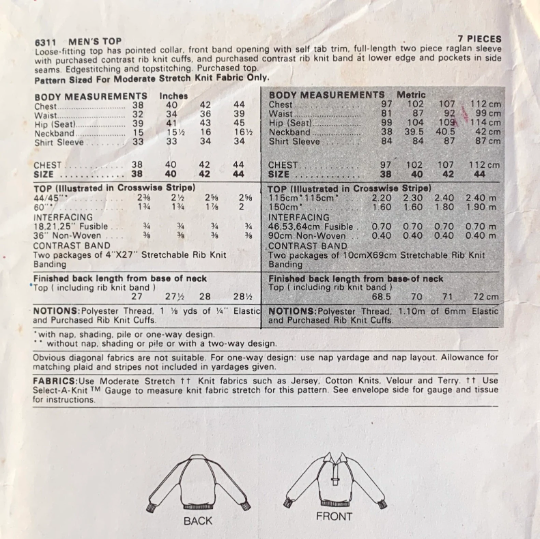 6311 MEN'S TOP 7 PIECES
Loose-fitting top has pointed collar, front band opening with self tab trim, full-length two piece raglan sleeve
with purchased contrast rib knit cuffs, and purchased contrast rib knit band at lower edge and pockets in side
seams. Edgestitching and topstitching. Purchased top.
Pattern Sized For Moderate Stretch Knit Fabric Only.
BODY MEASUREMENTS Inches
Chest 38 40 42 44
Waist 32 34 36 39
Hip (Seat) 39 41 43 45
Neckband 15 15½ 16 16½
Shirt Sleeve 33 33 34 34
CHEST 38 40 42 44
SIZE 38 40 42 44
TOP (Illustrated in Crosswise Stripe)
44/45"* 2⅜ 2½ 2⅝ 2⅝
60"* 1¾ 1¾ 1⅞ 2
INTERFACING
18,21,25" Fusible ¾ ¾ ¾ ¾
36" Non-Woven ⅜ ⅜ ⅜ ⅜
CONTRAST BAND
Two packages of 4"X27" Stretchable Rib Knit
Banding
Finished back length from base of neck
Top (including rib knit band)
27 27½ 28 28½
NOTIONS: Polyester Thread, 1 ⅛ yds of ¼" Elastic
and Purchased Rib Knit Cuffs.
BODY MEASUREMENTS Metric
Chest 97 102 107 112 cm
Waist 81 87 92 99 cm
Hip (Seat) 99 104 109 114 cm
Neckband 38 39.5 40.5 42 cm
Shirt Sleeve 84 84 87 87 cm
CHEST 97 102 107 112 cm
SIZE 38 40 42 44
TOP (Illustrated in Crosswise Stripe)
115cm*115cm* 2.20 2.30 2.40 2.40 m
150cm* 1.60 1.60 1.80 1.90 m
INTERFACING
46,53,64cm Fusible 0.70 0.70 0.70 0.70 m
90cm Non-Woven 0.40 0.40 0.40 0.40 m
CONTRAST BAND
Two packages of 10cmX69cm Stretchable Rib Knit
Banding
Finished back length from base of neck
Top (including rib knit band)
68.5 70 71 72 cm
NOTIONS: Polyester Thread, 1.10m of 6mm Elastic
and Purchased Rib Knit Cuffs.
*with nap, shading, pile or one-way design.
** without nap, shading or pile or with a two-way design.
Obvious diagonal fabrics are not suitable. For one-way design: use nap yardage and nap layout. Allowance for
matching plaid and stripes not included in yardages given.
FABRICS: Use Moderate Stretch †† Knit fabrics such as Jersey, Cotton Knits, Velour and Terry. †† Use
Select-A-Knit™ Gauge to measure knit fabric stretch for this pattern. See envelope side for gauge and tissue
for instructions.
BACK
FRONT